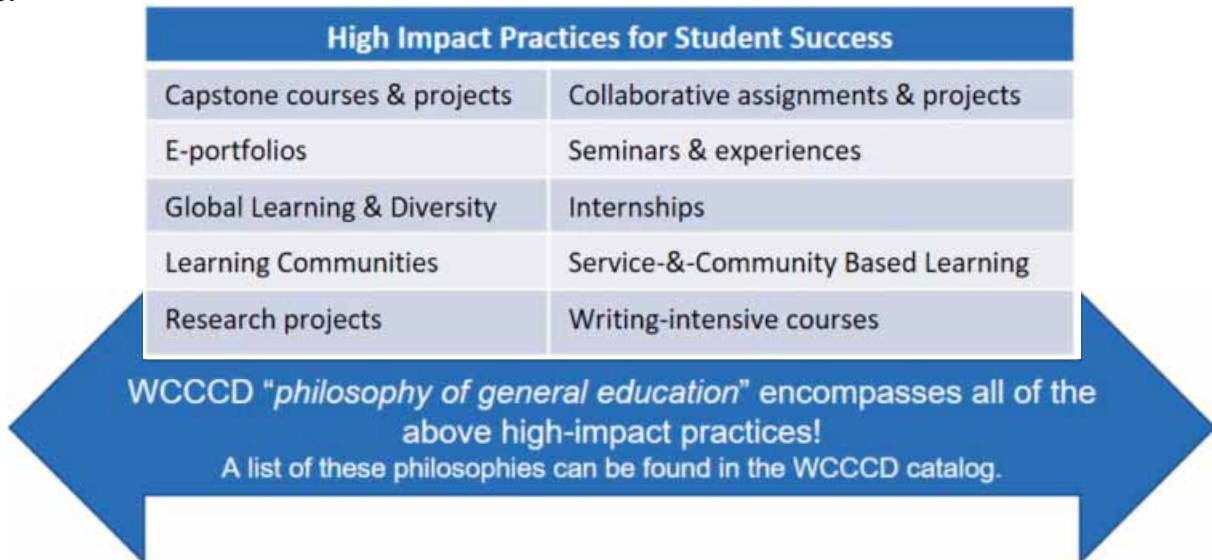 High Impact Practices for Student Success
Capstone courses & projects Collaborative assignments & projects
E-portfolios Seminars & experiences
Global Learning & Diversity Internships
Learning Communities Service-&-Community Based Learning
Research projects Writing-intensive courses
WCCCD “philosophy of general education” encompasses all of the
above high-impact practices!
A list of these philosophies can be found in the WCCCD catalog.